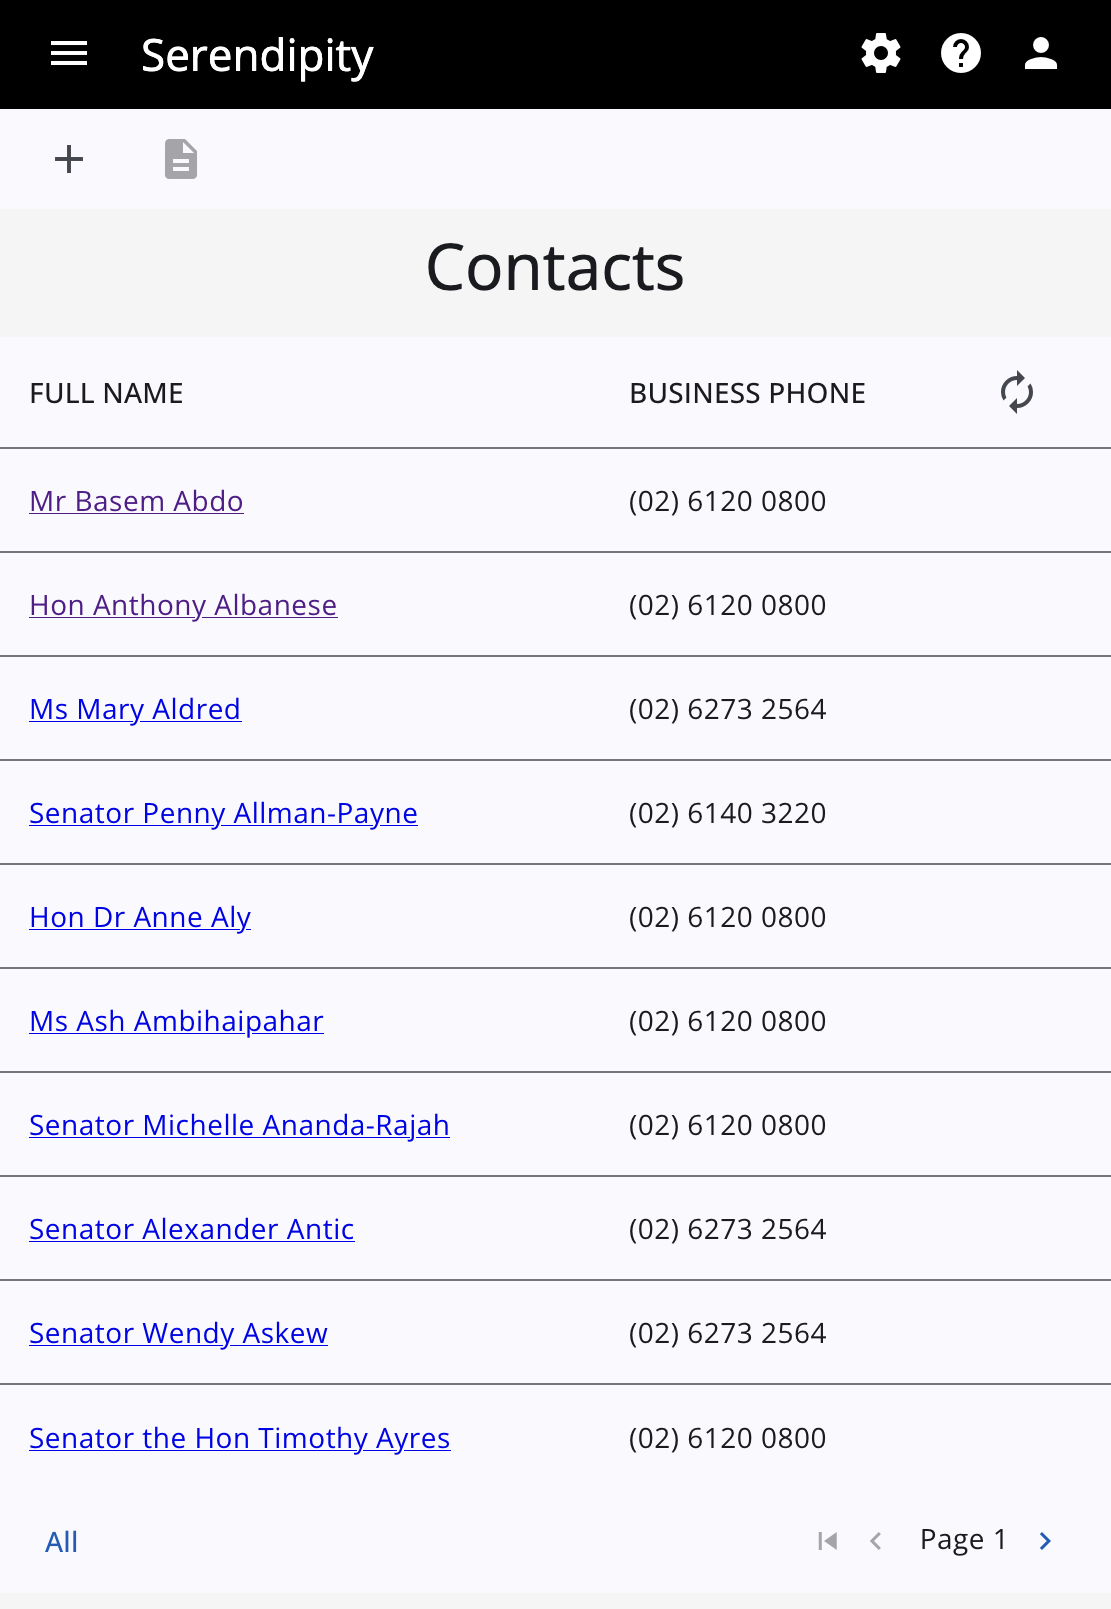 Serendipity
Contacts
FULL NAME BUSINESS PHONE
Mr Basem Abdo (02) 6120 0800
Hon Anthony Albanese (02) 6120 0800
Ms Mary Aldred (02) 6273 2564
Senator Penny Allman-Payne (02) 6140 3220
Hon Dr Anne Aly (02) 6120 0800
Ms Ash Ambihaipahar (02) 6120 0800
Senator Michelle Ananda-Rajah (02) 6120 0800
Senator Alexander Antic (02) 6273 2564
Senator Wendy Askew (02) 6273 2564
Senator the Hon Timothy Ayres (02) 6120 0800
All Page 1